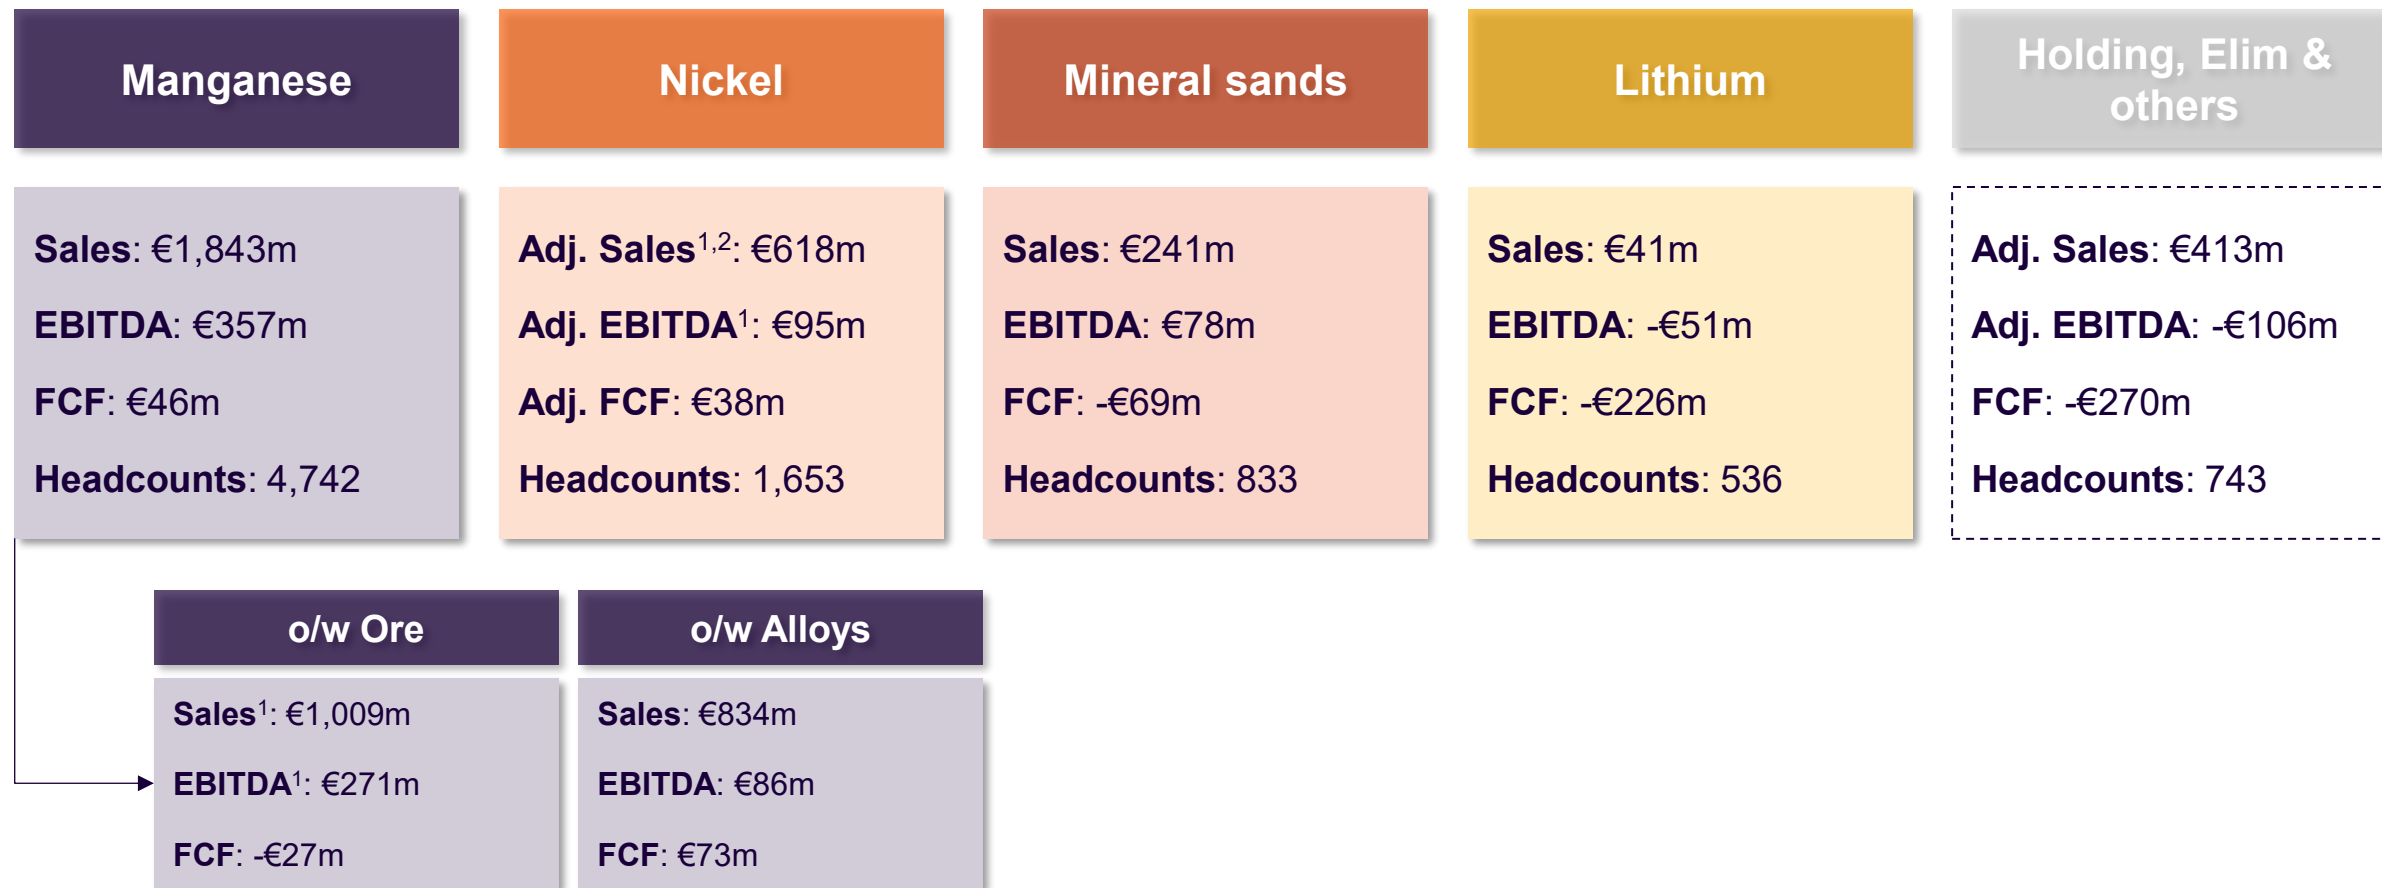 Manganese
Sales: €1,843m
EBITDA: €357m
FCF: €46m
Headcounts: 4,742
Nickel
Adj. Sales1,2: €618m
Adj. EBITDA1: €95m
Adj. FCF: €38m
Headcounts: 1,653
Mineral sands
Sales: €241m
EBITDA: €78m
FCF: -€69m
Headcounts: 833
Lithium
Sales: €41m
EBITDA: -€51m
FCF: -€226m
Headcounts: 536
Holding, Elim &
others
Adj. Sales: €413m
Adj. EBITDA: -€106m
FCF: -€270m
Headcounts: 743
o/w Ore
Sales1: €1,009m
EBITDA1: €271m
FCF: -€27m
o/w Alloys
Sales: €834m
EBITDA: €86m
FCF: €73m